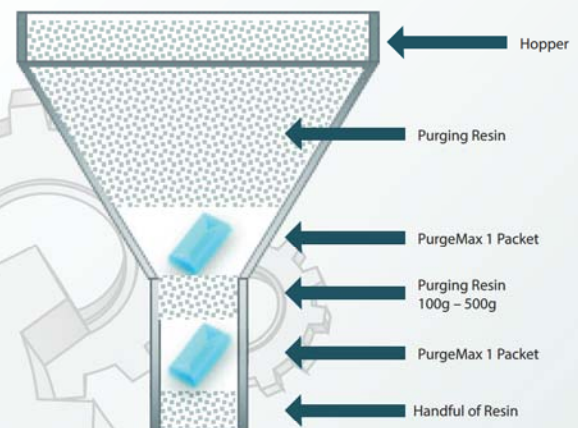 Hopper
Purging Resin
PurgeMax 1 Packet
Purging Resin
100g – 500g
PurgeMax 1 Packet
Handful of Resin